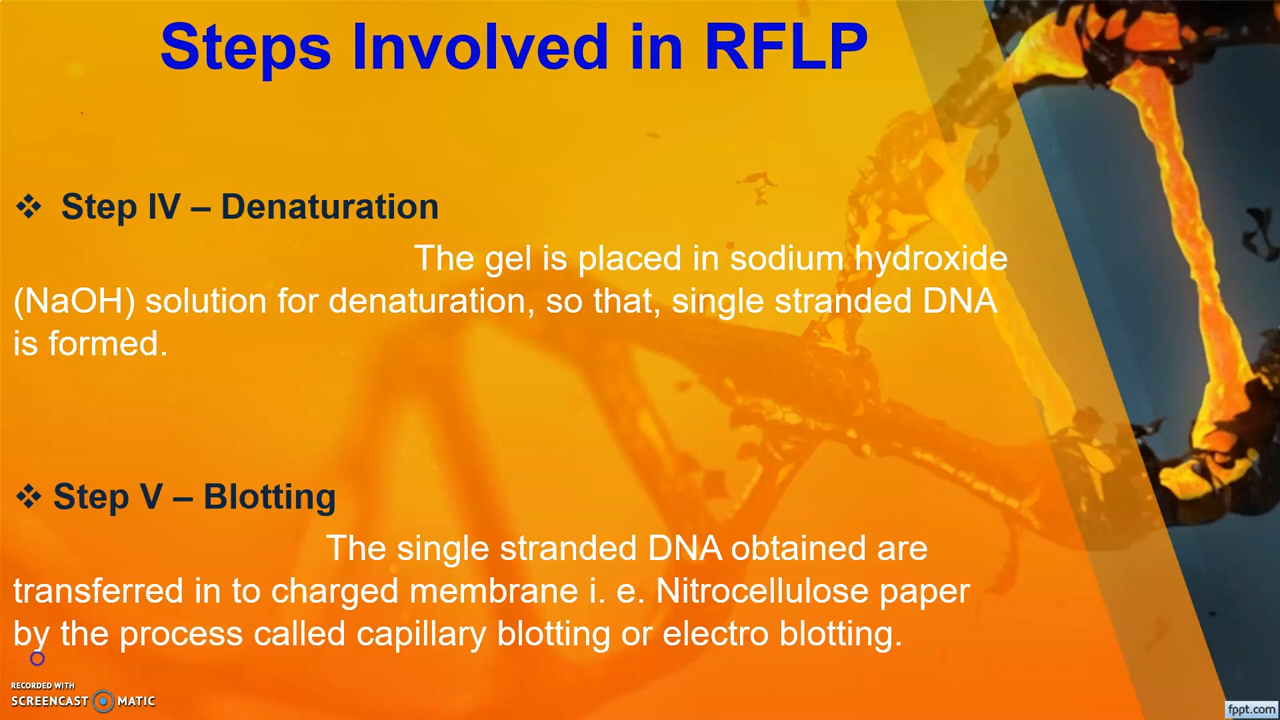 Steps Involved in RFLP
❖ Step IV – Denaturation
The gel is placed in sodium hydroxide
(NaOH) solution for denaturation, so that, single stranded DNA
is formed.
❖ Step V – Blotting
The single stranded DNA obtained are
transferred in to charged membrane i. e. Nitrocellulose paper
by the process called capillary blotting or electro blotting.
RECORDED WITH
SCREENCAST MATIC
fppt.com